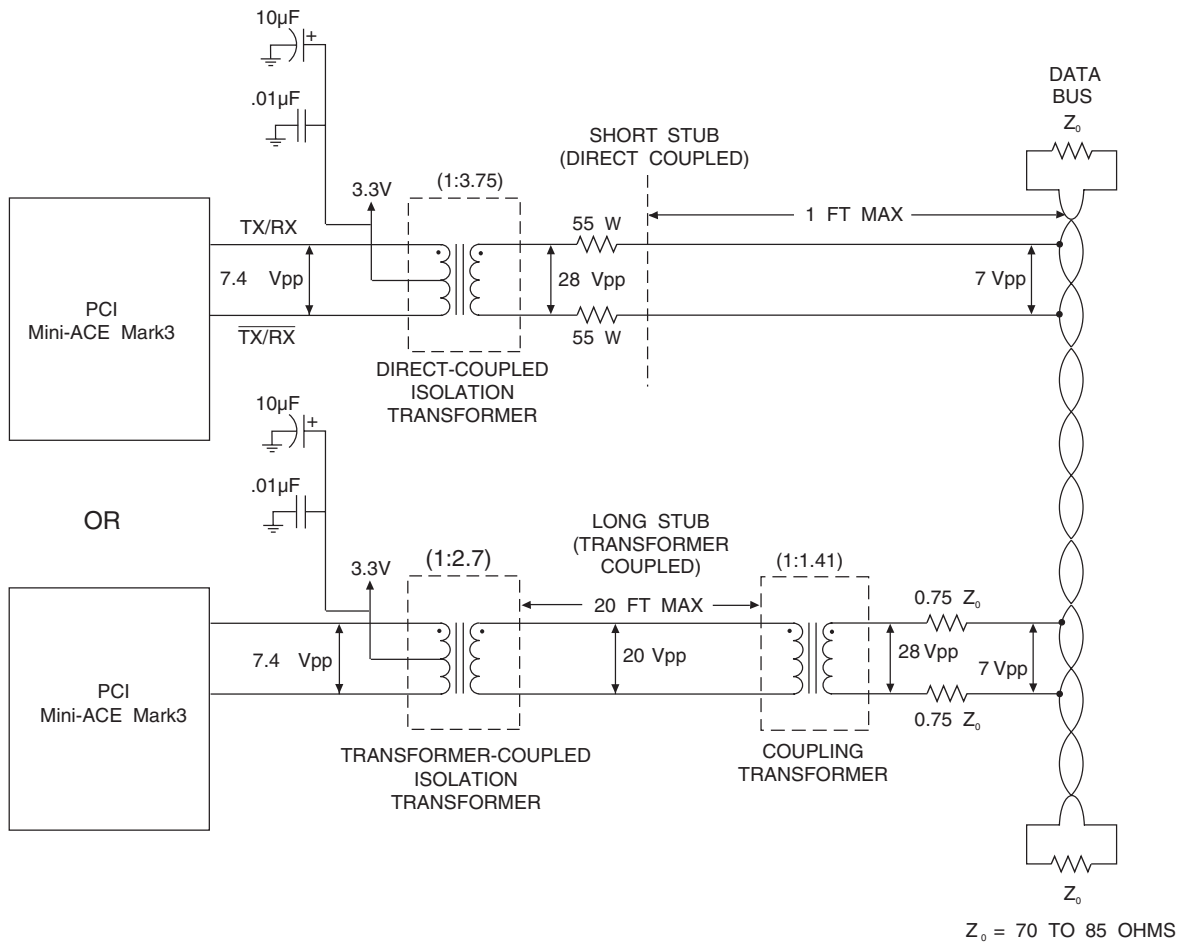 10µF
+
.01µF
3.3V
(1:3.75)
SHORT STUB
(DIRECT COUPLED)
DATA
BUS
Z₀
1 FT MAX
55 W
TX/RX
7.4 Vpp
28 Vpp
7 Vpp
PCI
Mini-ACE Mark3
TX/RX
55 W
DIRECT-COUPLED
ISOLATION
TRANSFORMER
10µF
+
.01µF
OR
3.3V
(1:2.7)
LONG STUB
(TRANSFORMER
COUPLED)
(1:1.41)
20 FT MAX
0.75 Z₀
7.4 Vpp
20 Vpp
28 Vpp
7 Vpp
PCI
Mini-ACE Mark3
0.75 Z₀
TRANSFORMER-COUPLED
ISOLATION
TRANSFORMER
COUPLING
TRANSFORMER
Z₀
Z₀ = 70 TO 85 OHMS